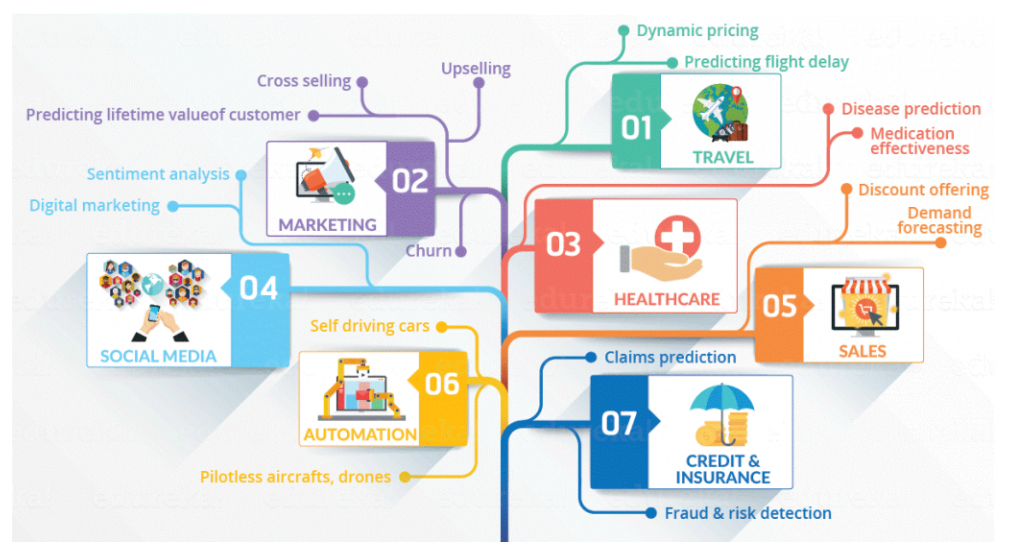 Dynamic pricing
Predicting flight delay
01
TRAVEL
Upselling
Cross selling
Predicting lifetime valueof customer
02
MARKETING
Churn
Disease prediction
Medication
effectiveness
03
HEALTHCARE
Sentiment analysis
Digital marketing
04
SOCIAL MEDIA
Discount offering
Demand
forecasting
05
SALES
Self driving cars
06
AUTOMATION
Pilotless aircrafts, drones
Claims prediction
07
CREDIT &
INSURANCE
Fraud & risk detection